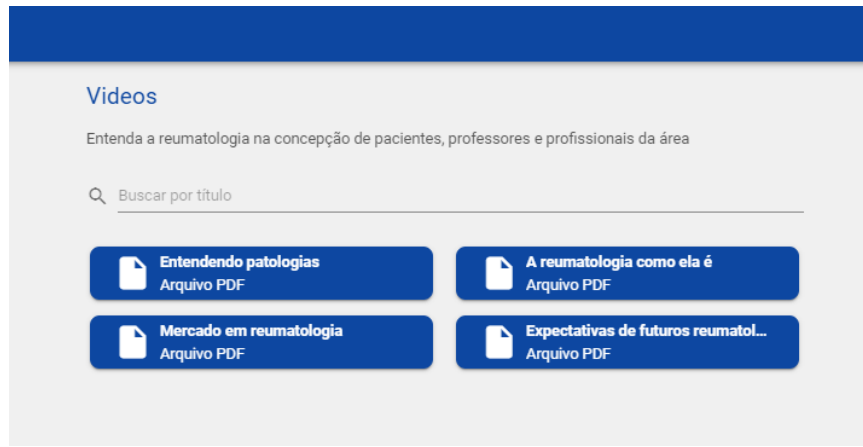 Videos
Entenda a reumatologia na concepção de pacientes, professores e profissionais da área
Buscar por título
Entendendo patologias
Arquivo PDF
A reumatologia como ela é
Arquivo PDF
Mercado em reumatologia
Arquivo PDF
Expectativas de futuros reumatol...
Arquivo PDF